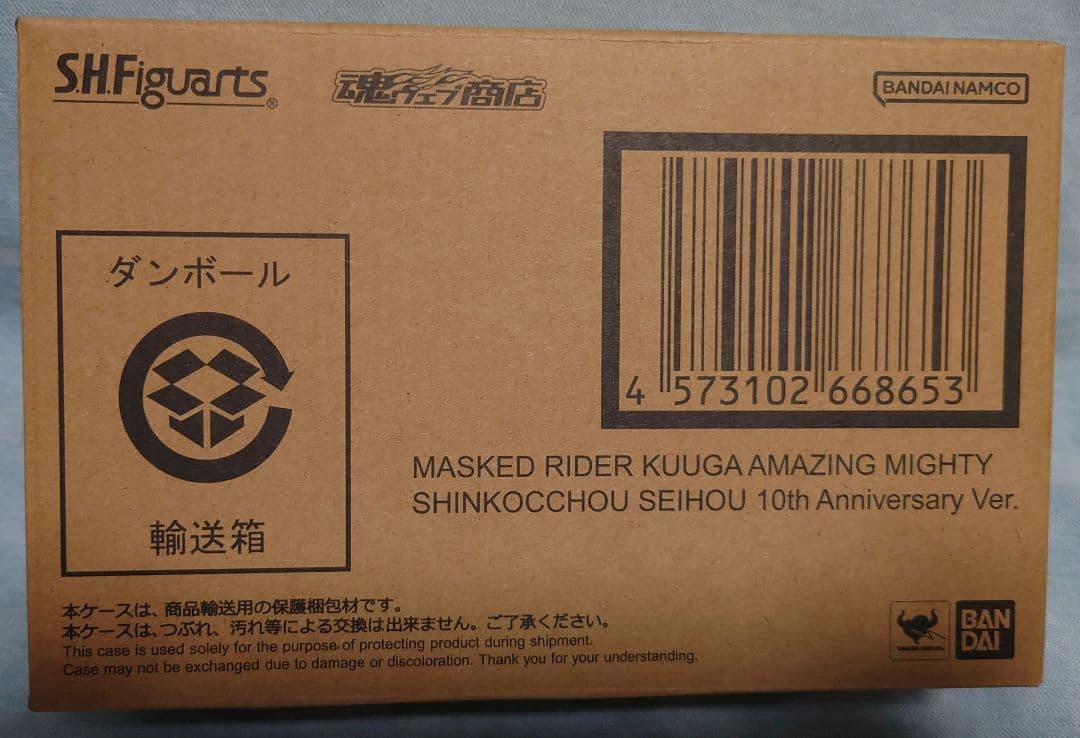 S.H.Figuarts®
魂ウェブ商店
BANDAI NAMCO
4 573102 668653
ダンボール
輸送箱
MASKED RIDER KUUGA AMAZING MIGHTY
SHINKOCCHOU SEIHOU 10th Anniversary Ver.
本ケースは、商品輸送用の保護梱包材です。
本ケースは、つぶれ、汚れ等による交換は出来ません。ご了承ください。
This case is used solely for the purpose of protecting product during shipment.
Case may not be exchanged due to damage or discoloration. Thank you for your understanding.
BAN
DAI